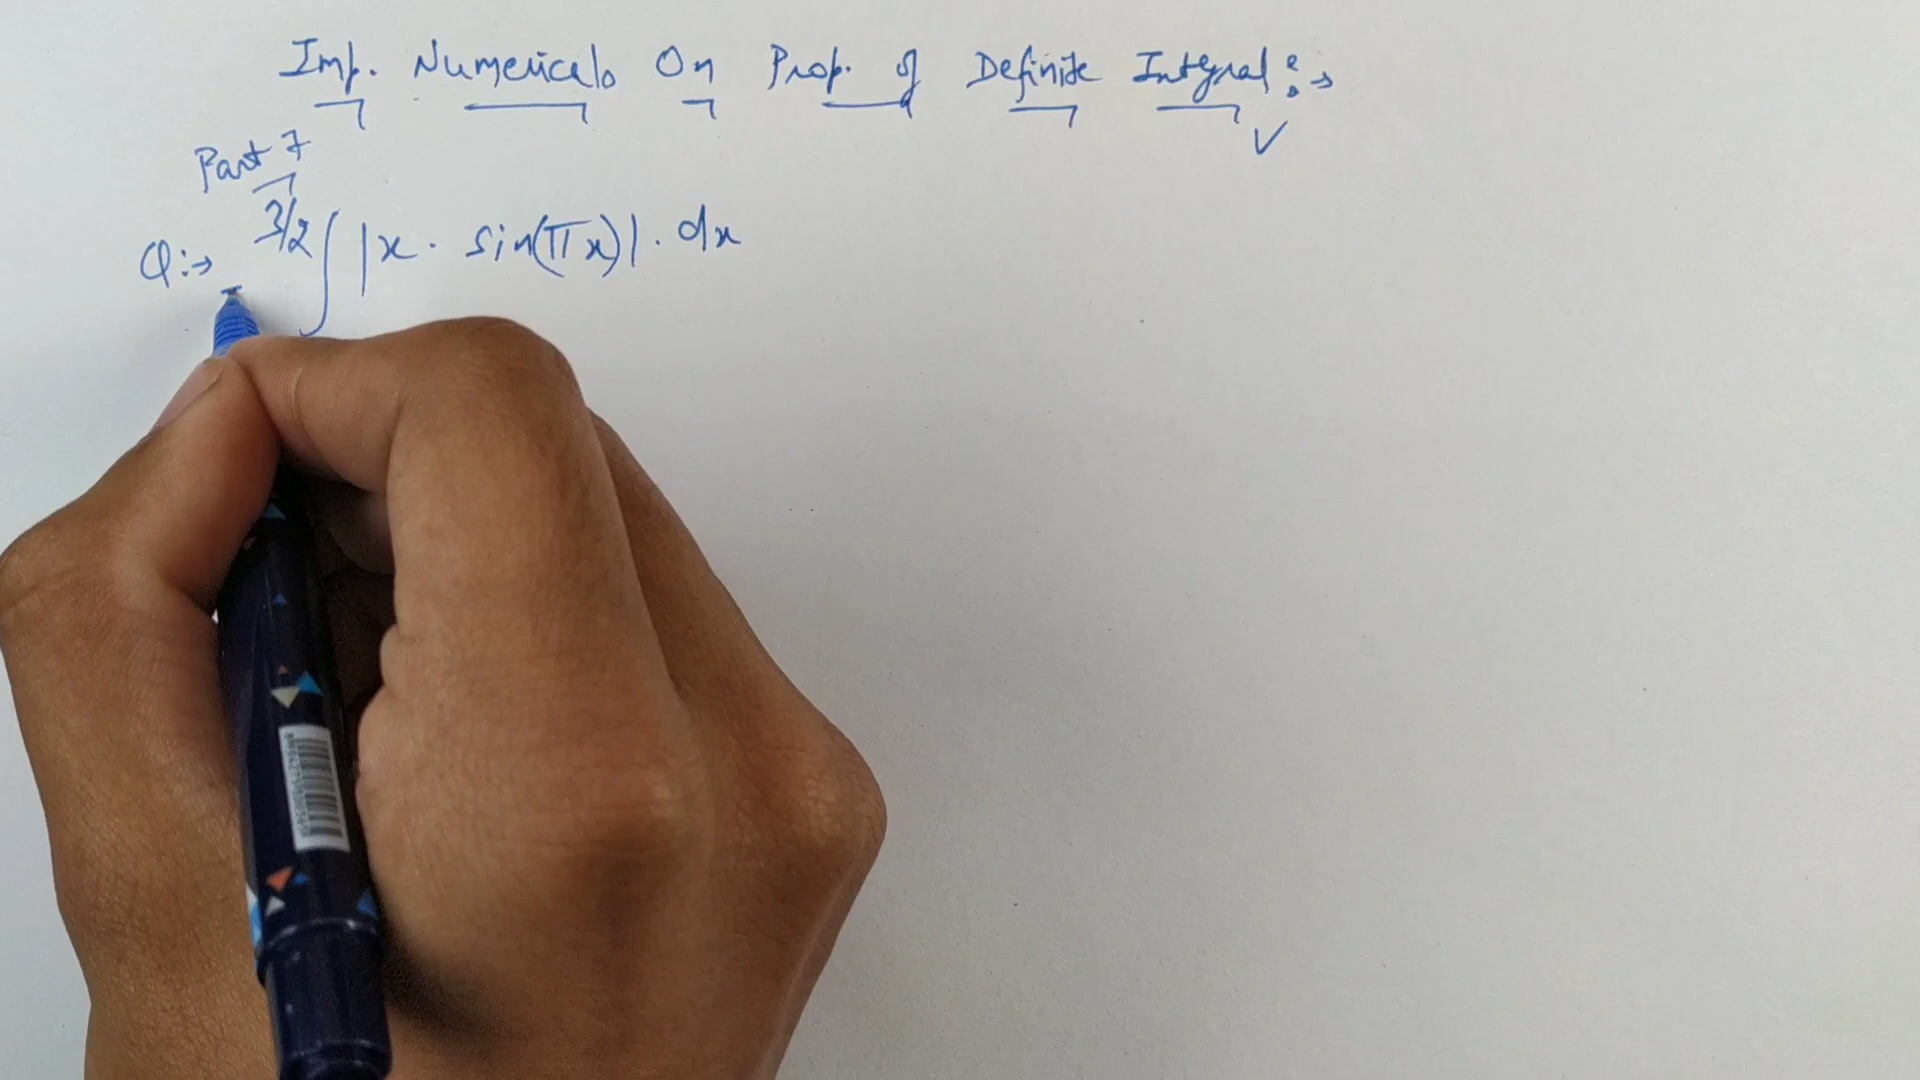 Imp. Numericals On Prop. of Definite Integral :→
Part 7
Q:→ 3/2 ∫ |x · sin(πx)| · dx